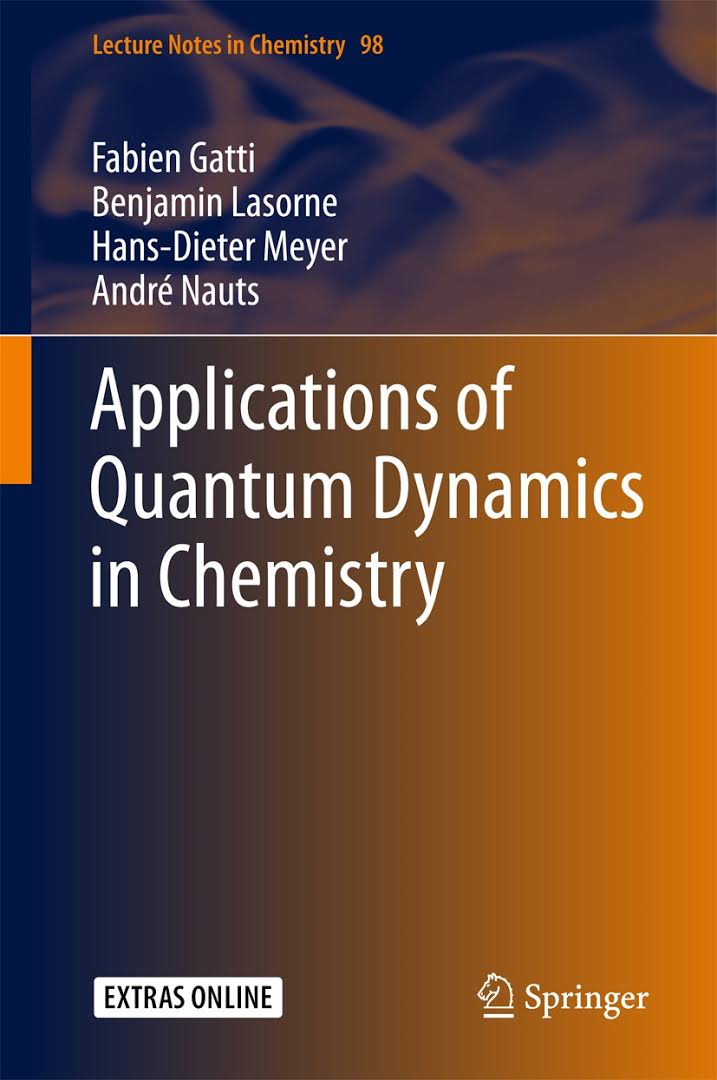 Lecture Notes in Chemistry 98
Fabien Gatti
Benjamin Lasorne
Hans-Dieter Meyer
André Nauts
Applications of
Quantum Dynamics
in Chemistry
EXTRAS ONLINE
Springer